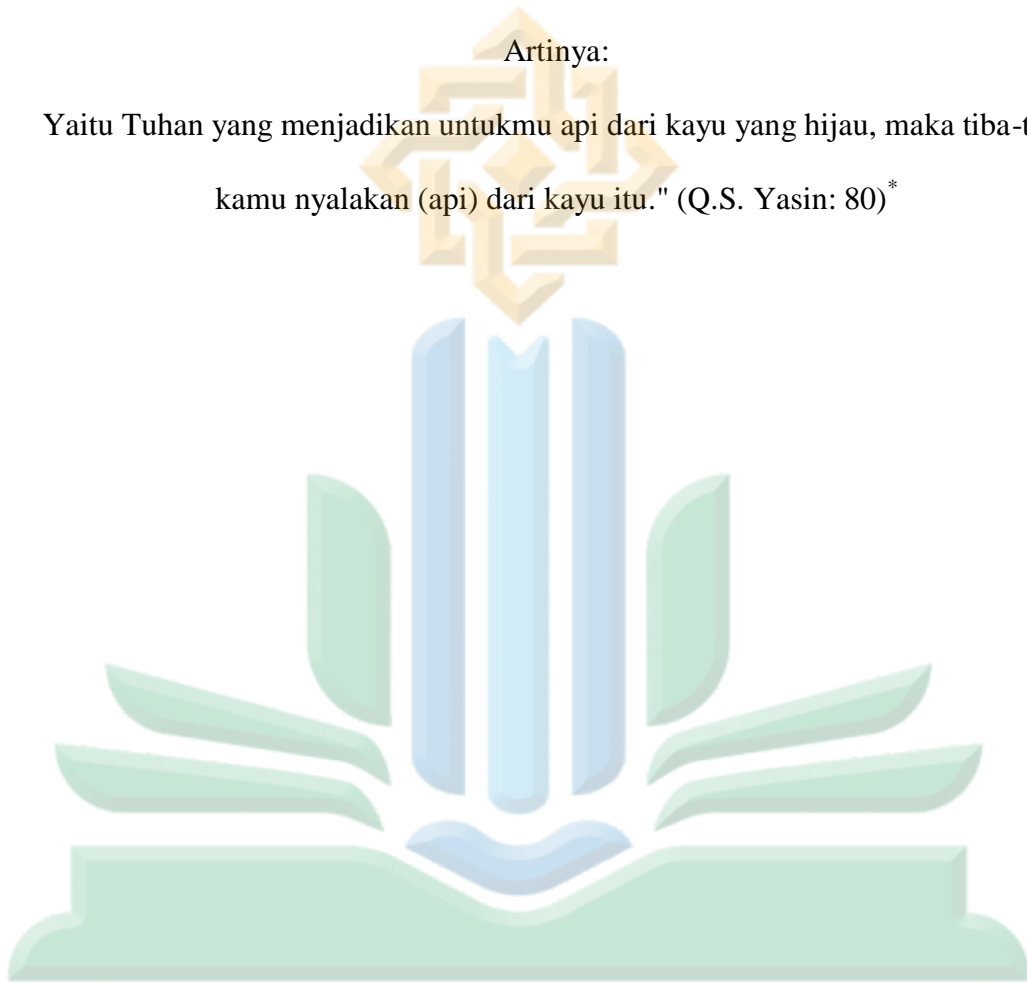 Artinya:
Yaitu Tuhan yang menjadikan untukmu api dari kayu yang hijau, maka tiba-t
kamu nyalakan (api) dari kayu itu." (Q.S. Yasin: 80)*